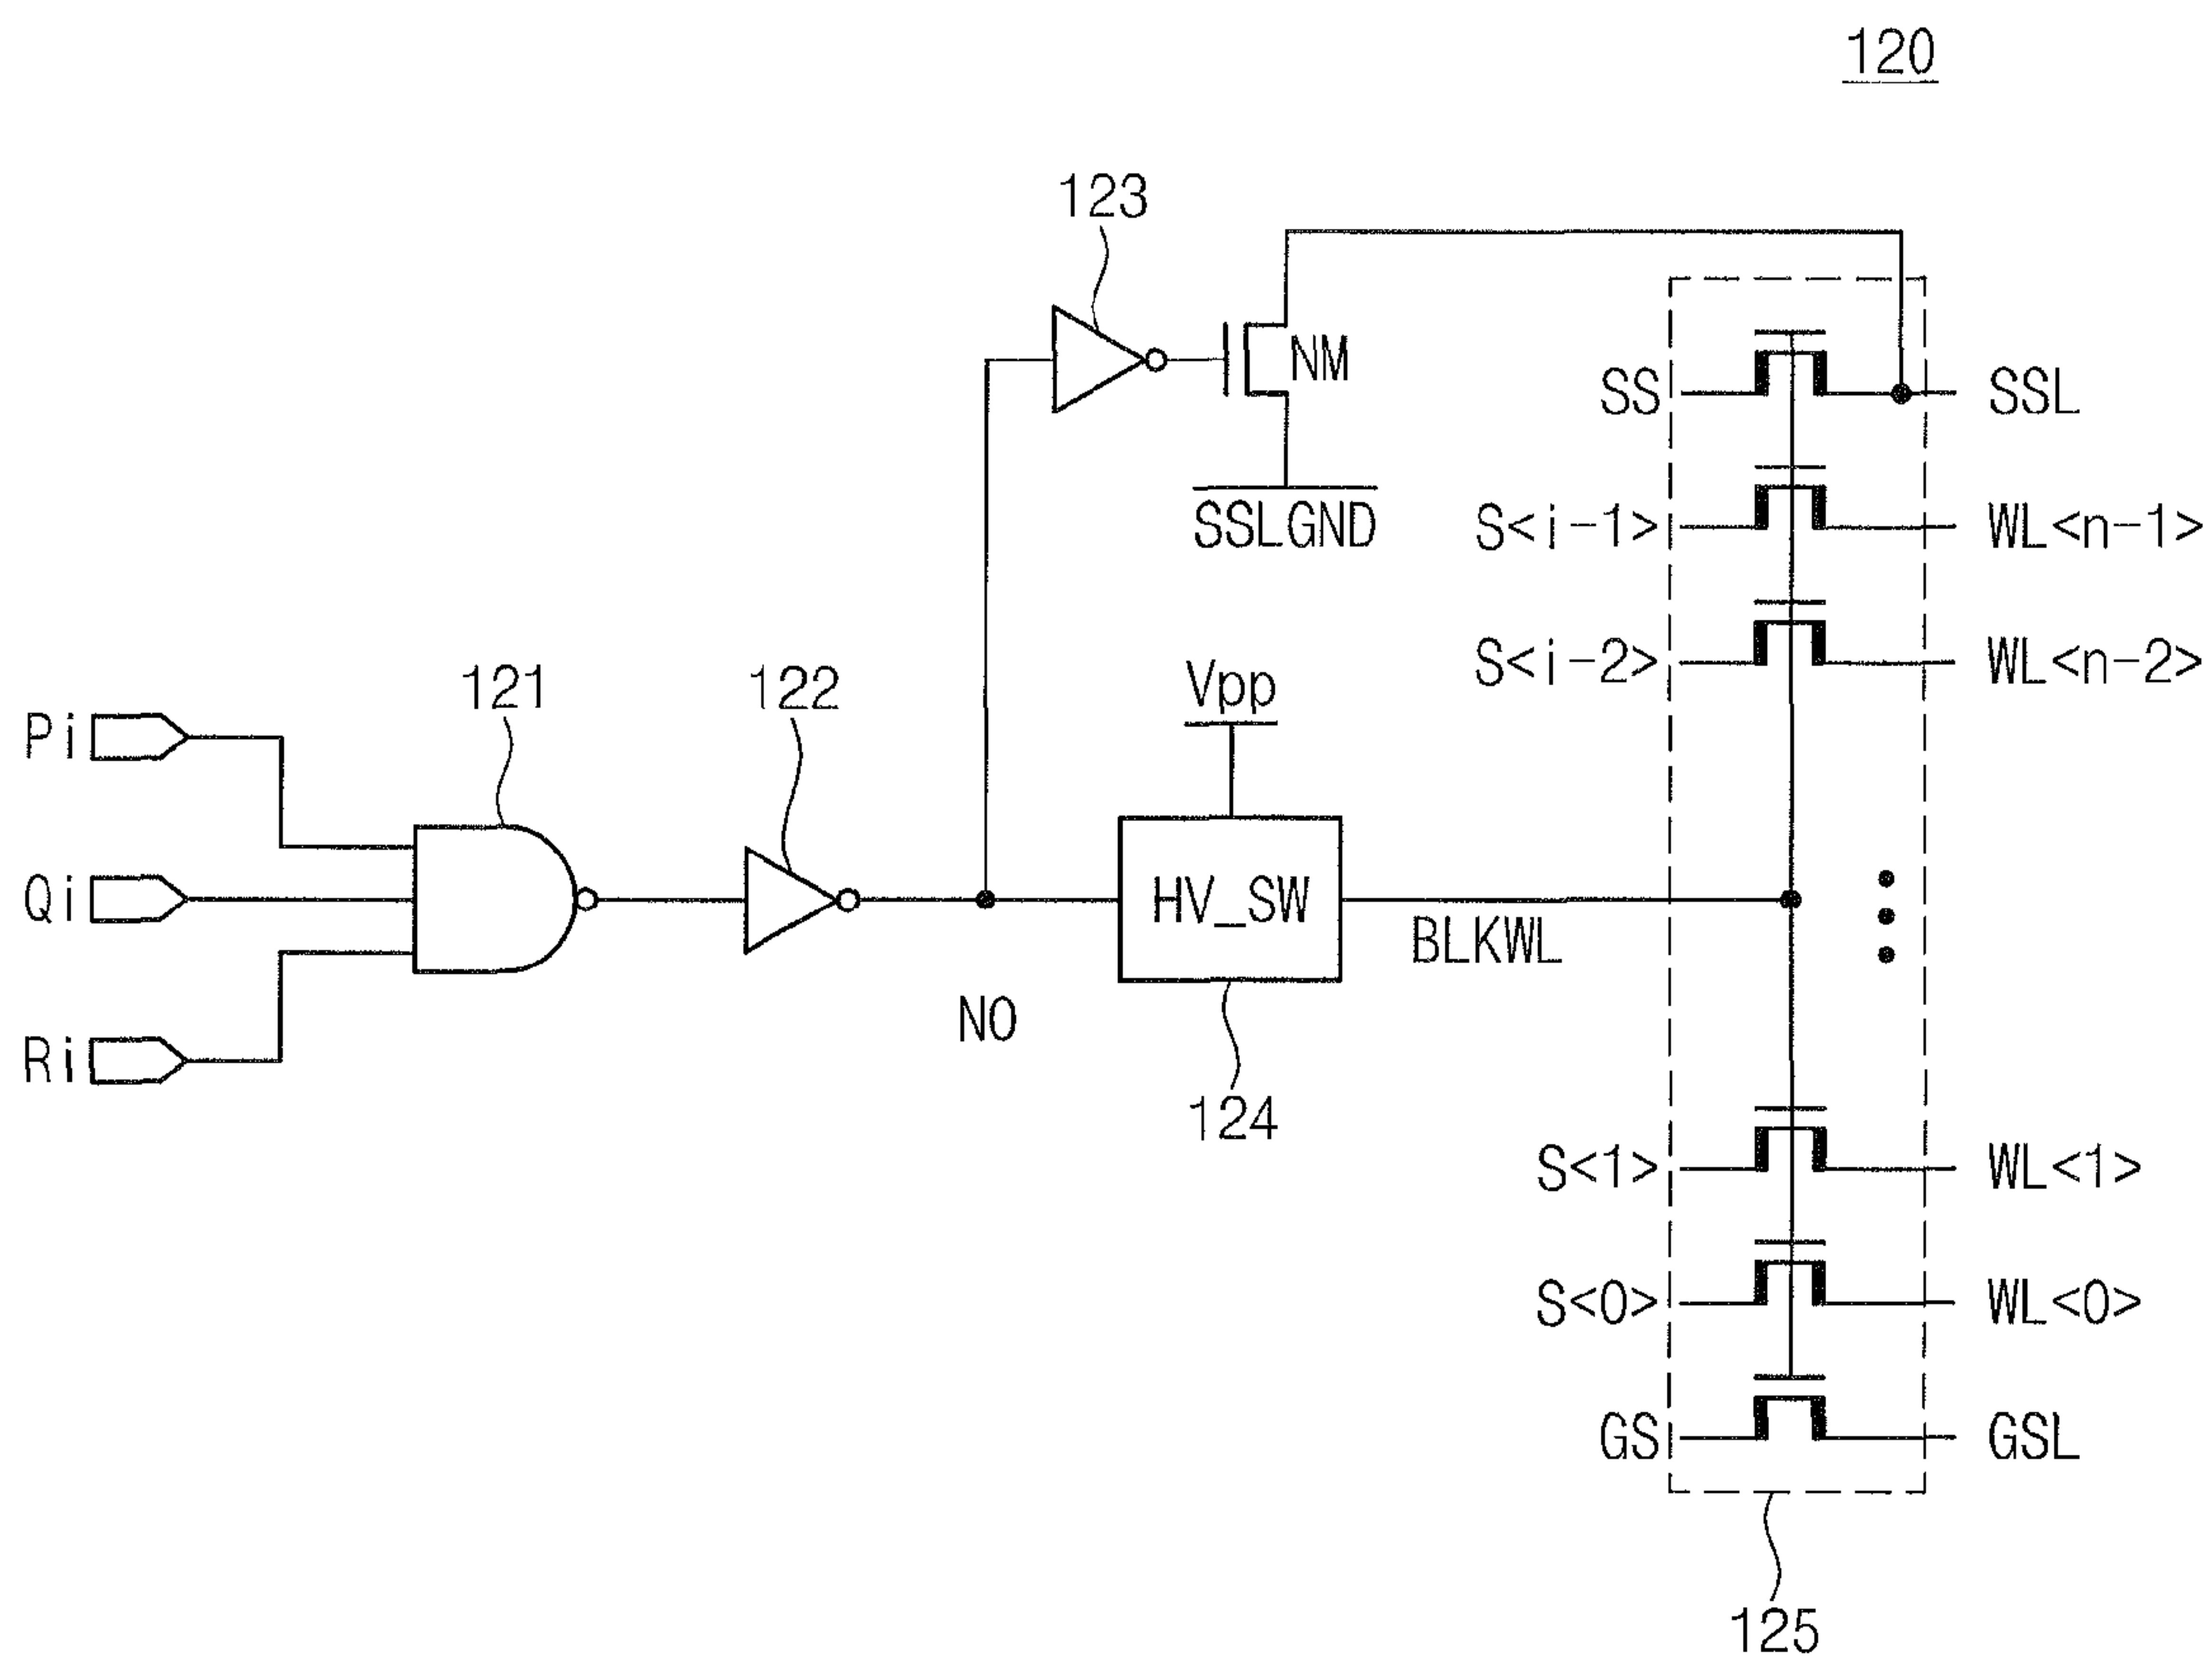 120
123
NM
SS
SSL
SSLGND
S<i-1>
WL<n-1>
S<i-2>
WL<n-2>
121
122
Vpp
Pi
Qi
HV_SW
BLKWL
Ri
N0
124
S<1>
WL<1>
S<0>
WL<0>
GS
GSL
125